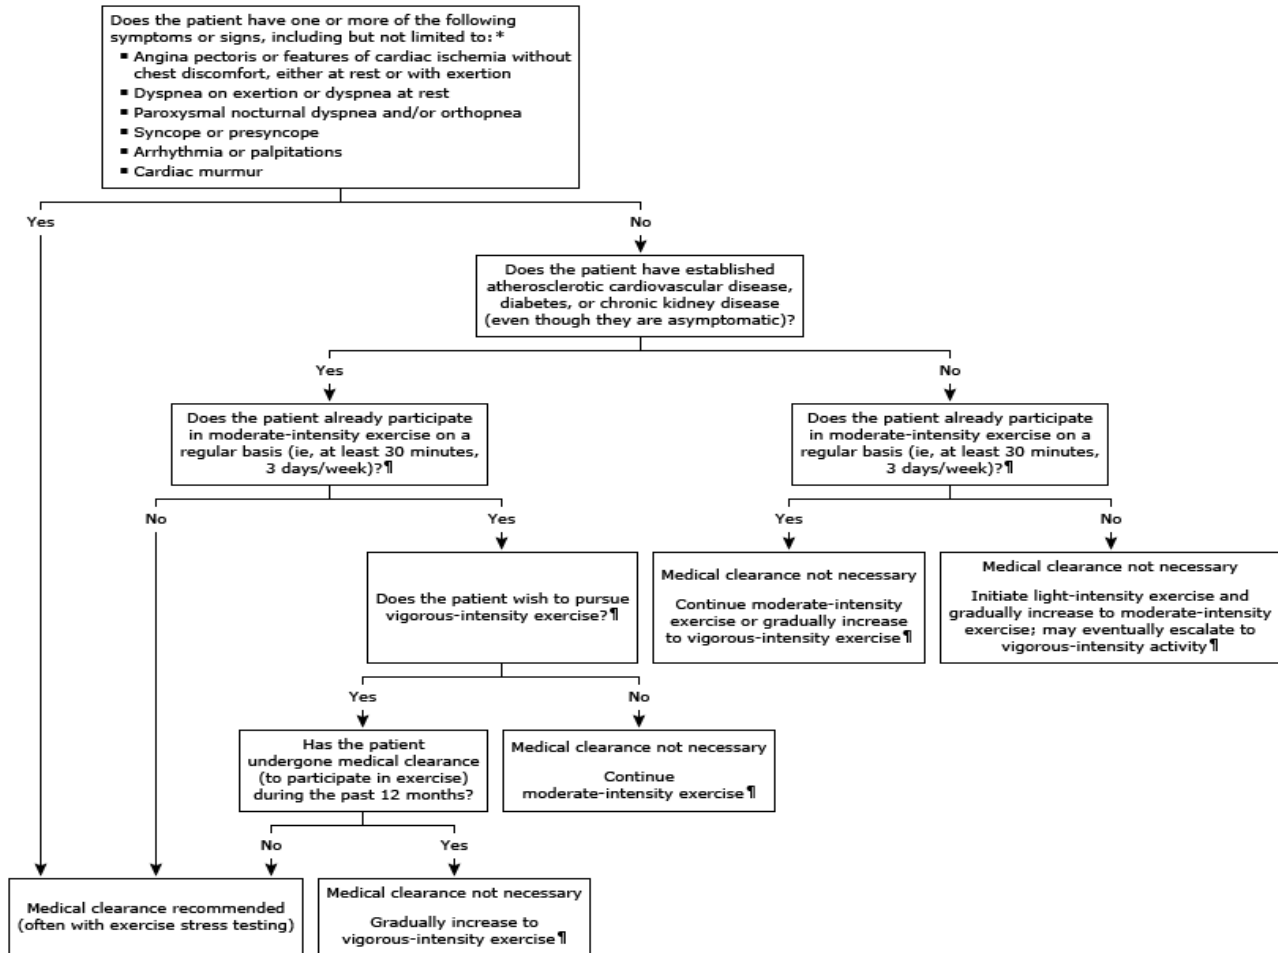 Does the patient have one or more of the following
symptoms or signs, including but not limited to:*
▪ Angina pectoris or features of cardiac ischemia without
chest discomfort, either at rest or with exertion
▪ Dyspnea on exertion or dyspnea at rest
▪ Paroxysmal nocturnal dyspnea and/or orthopnea
▪ Syncope or presyncope
▪ Arrhythmia or palpitations
▪ Cardiac murmur
Yes
No
Does the patient have established
atherosclerotic cardiovascular disease,
diabetes, or chronic kidney disease
(even though they are asymptomatic)?
Yes
No
Does the patient already participate
in moderate-intensity exercise on a
regular basis (ie, at least 30 minutes,
3 days/week)?¶
Does the patient already participate
in moderate-intensity exercise on a
regular basis (ie, at least 30 minutes,
3 days/week)?¶
No
Yes
Yes
No
Does the patient wish to pursue
vigorous-intensity exercise?¶
Medical clearance not necessary
Continue moderate-intensity
exercise or gradually increase
to vigorous-intensity exercise¶
Medical clearance not necessary
Initiate light-intensity exercise and
gradually increase to moderate-intensity
exercise; may eventually escalate to
vigorous-intensity activity¶
Yes
No
Has the patient
undergone medical clearance
(to participate in exercise)
during the past 12 months?
Medical clearance not necessary
Continue
moderate-intensity exercise¶
No
Yes
Medical clearance recommended
(often with exercise stress testing)
Medical clearance not necessary
Gradually increase to
vigorous-intensity exercise¶